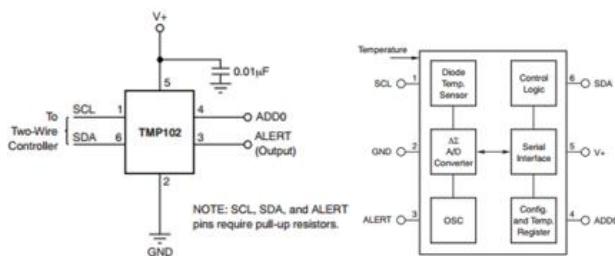 V+
0.01μF
5
To
Two-Wire
Controller
SCL
1
SDA
6
TMP102
4
ADD0
3
ALERT
(Output)
2
GND
NOTE: SCL, SDA, and ALERT
pins require pull-up resistors.
Temperature
SCL
1
Diode
Temp.
Sensor
Control
Logic
6
SDA
GND
2
ΔΣ
A/D
Converter
Serial
Interface
5
V+
ALERT
3
OSC
Config.
and Temp.
Register
4
ADD0